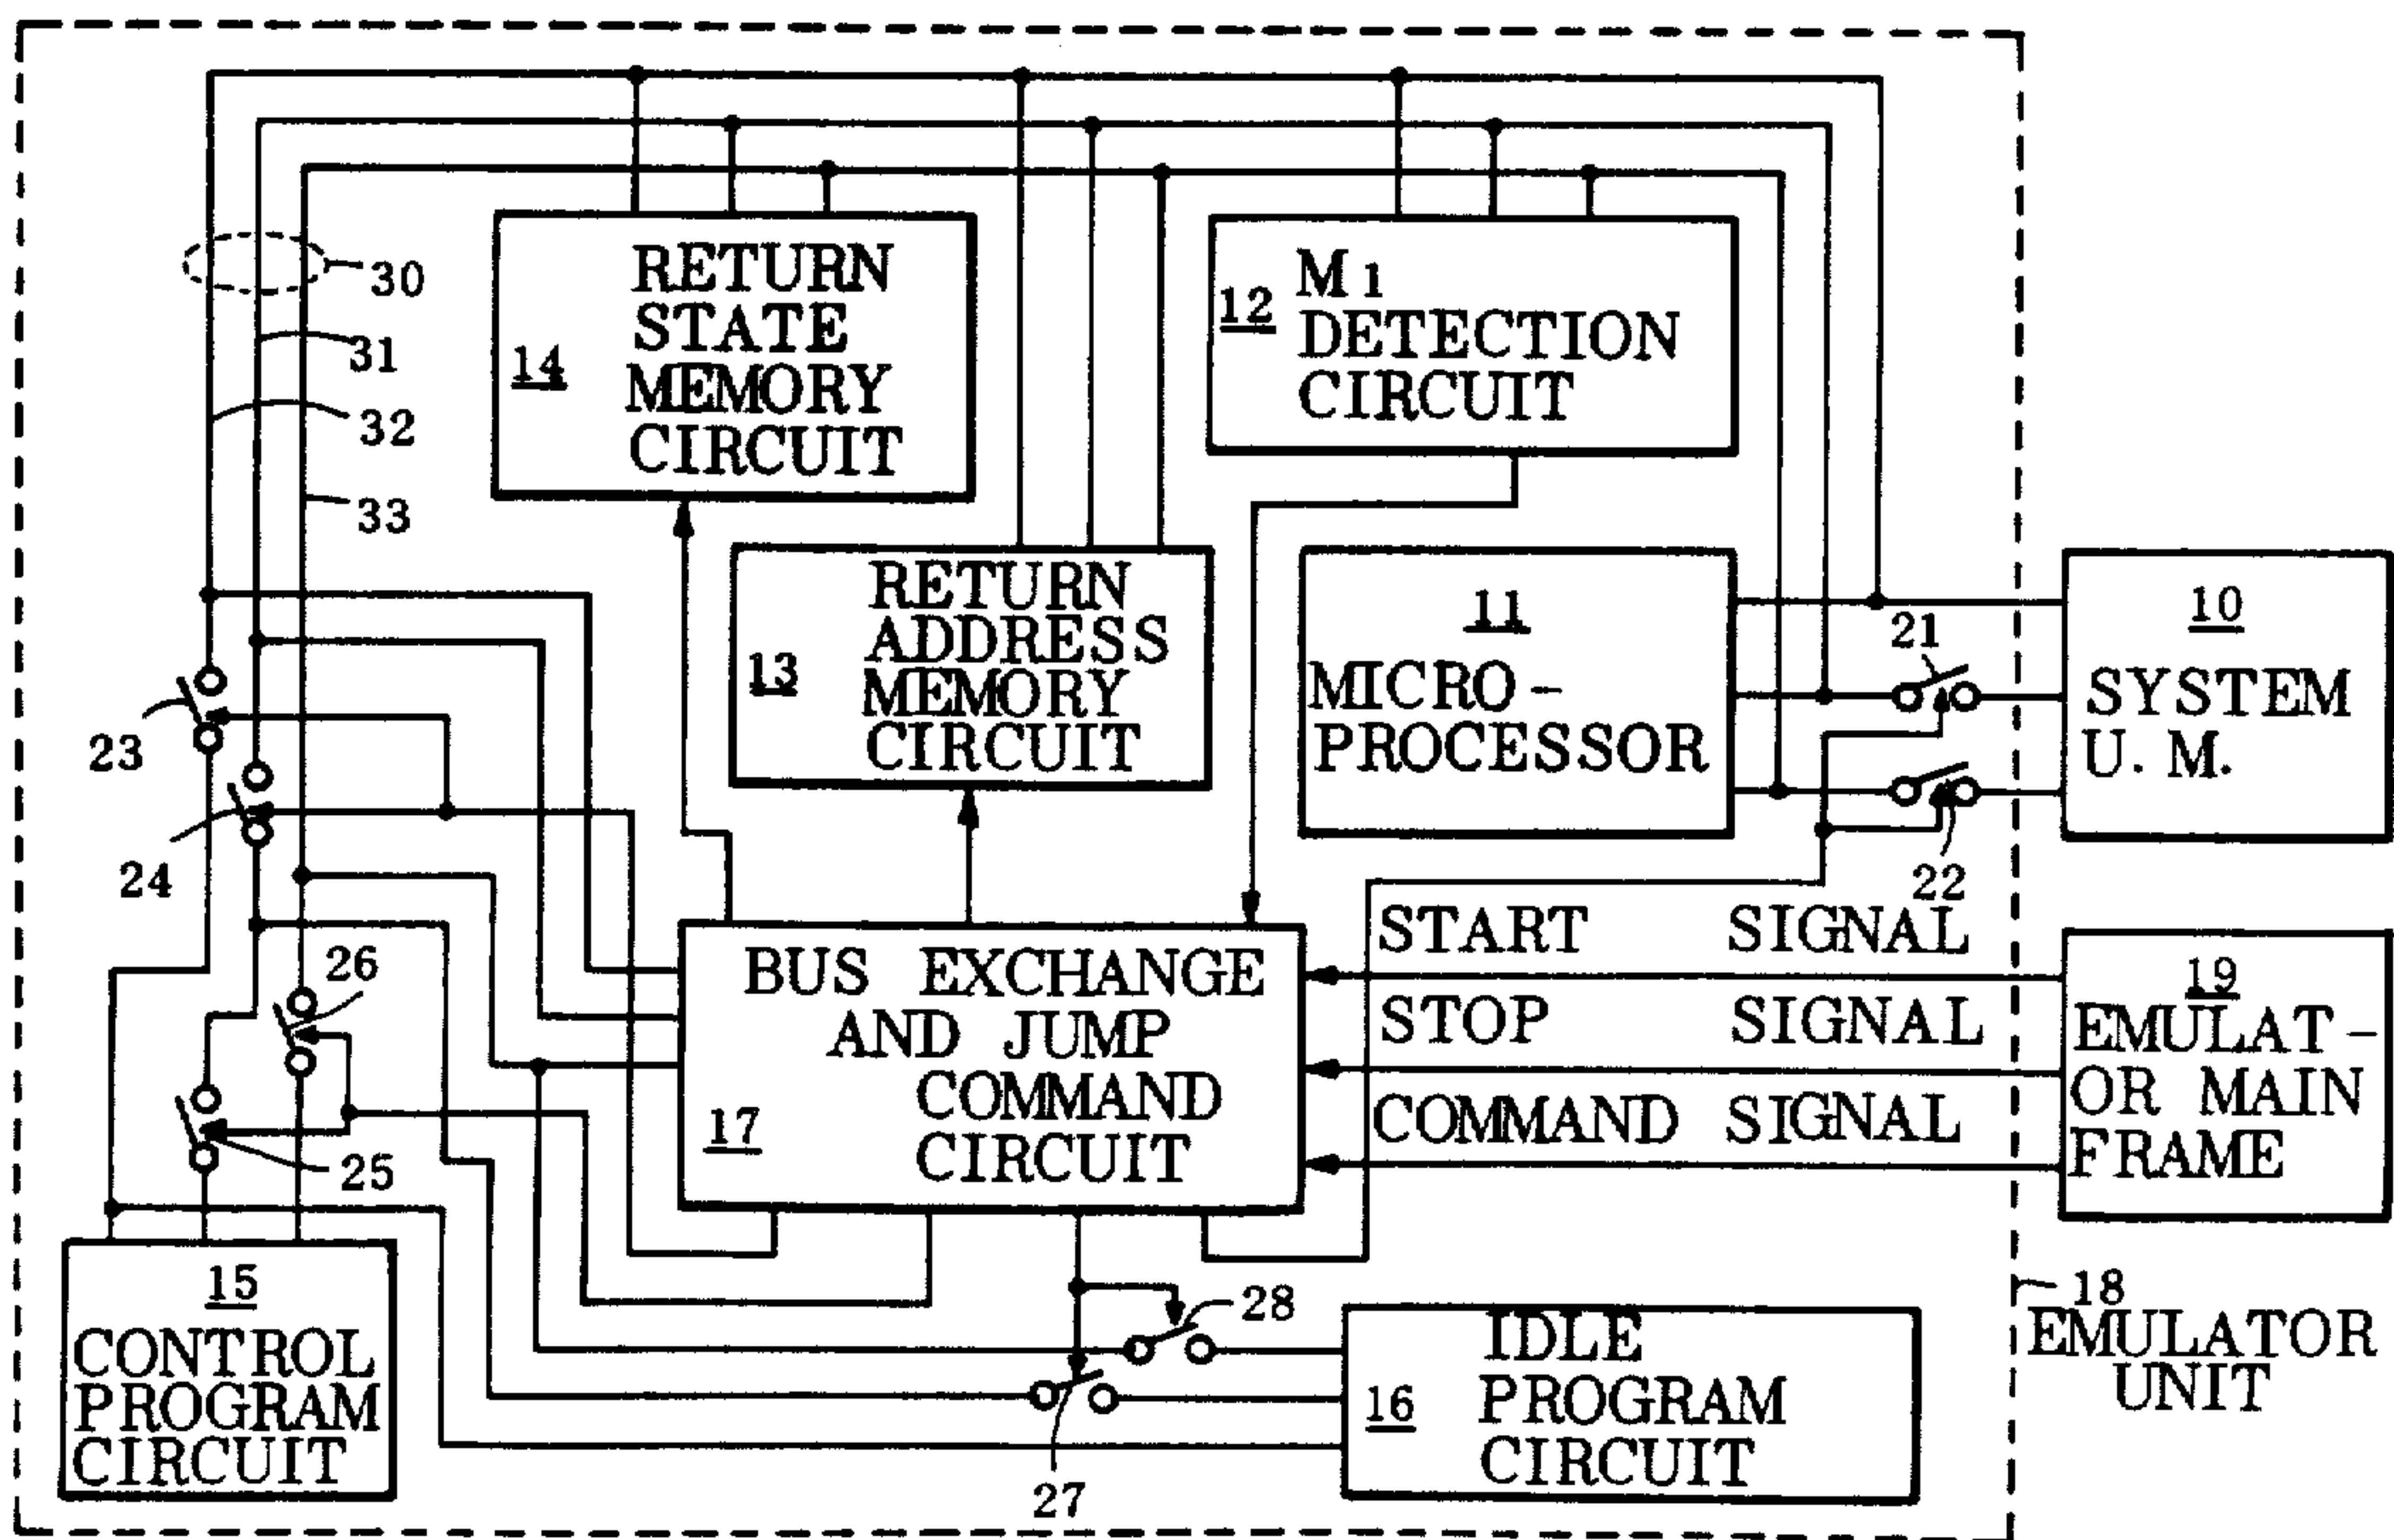 30
31
32
33
14
RETURN
STATE
MEMORY
CIRCUIT
12
M1
DETECTION
CIRCUIT
13
RETURN
ADDRESS
MEMORY
CIRCUIT
11
MICRO-
PROCESSOR
21
22
10
SYSTEM
U. M.
23
24
26
25
17
BUS EXCHANGE
AND JUMP
COMMAND
CIRCUIT
START SIGNAL
STOP SIGNAL
COMMAND SIGNAL
19
EMULAT-
OR MAIN
FRAME
15
CONTROL
PROGRAM
CIRCUIT
28
27
16
IDLE
PROGRAM
CIRCUIT
18
EMULATOR
UNIT